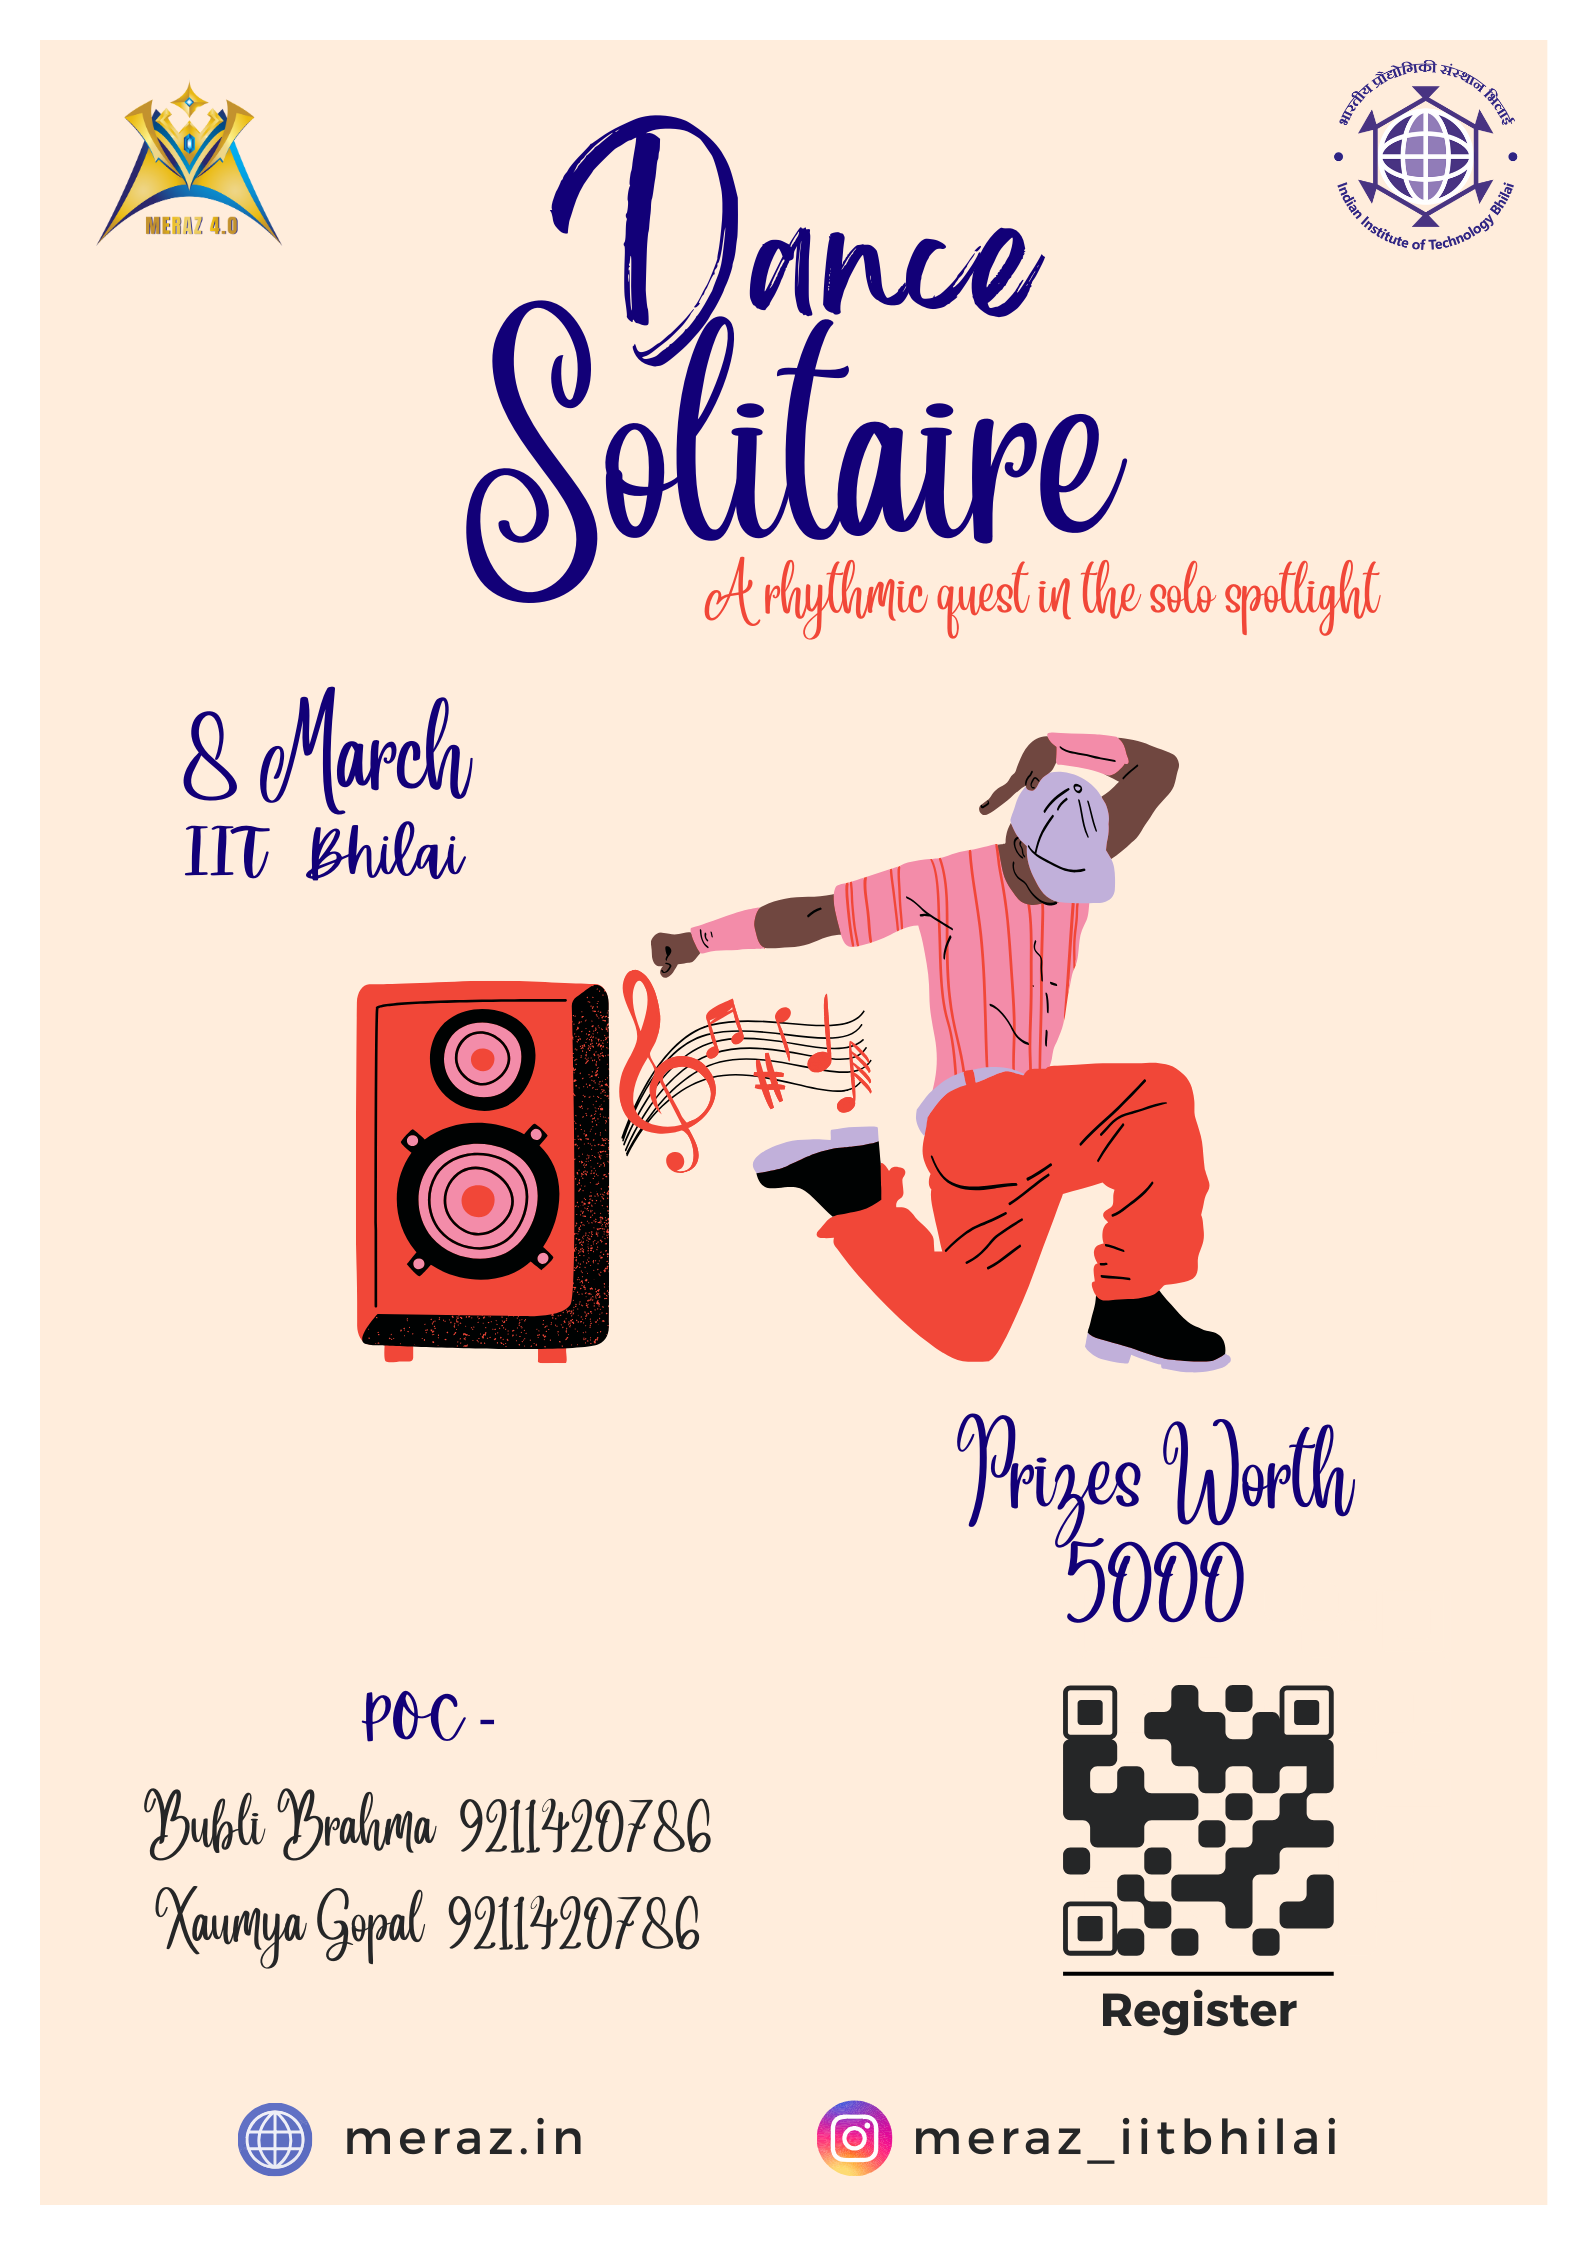 MERAZ 4.0
भारतीय प्रौद्योगिकी संस्थान भिलाई
Indian Institute of Technology Bhilai
Dance
Solitaire
A rhythmic quest in the solo spotlight
8 March
IIT Bhilai
Prizes Worth
5000
POC -
Bubli Brahma 9211420786
Xaumya Gopal 9211420786
Register
meraz.in
meraz_iitbhilai